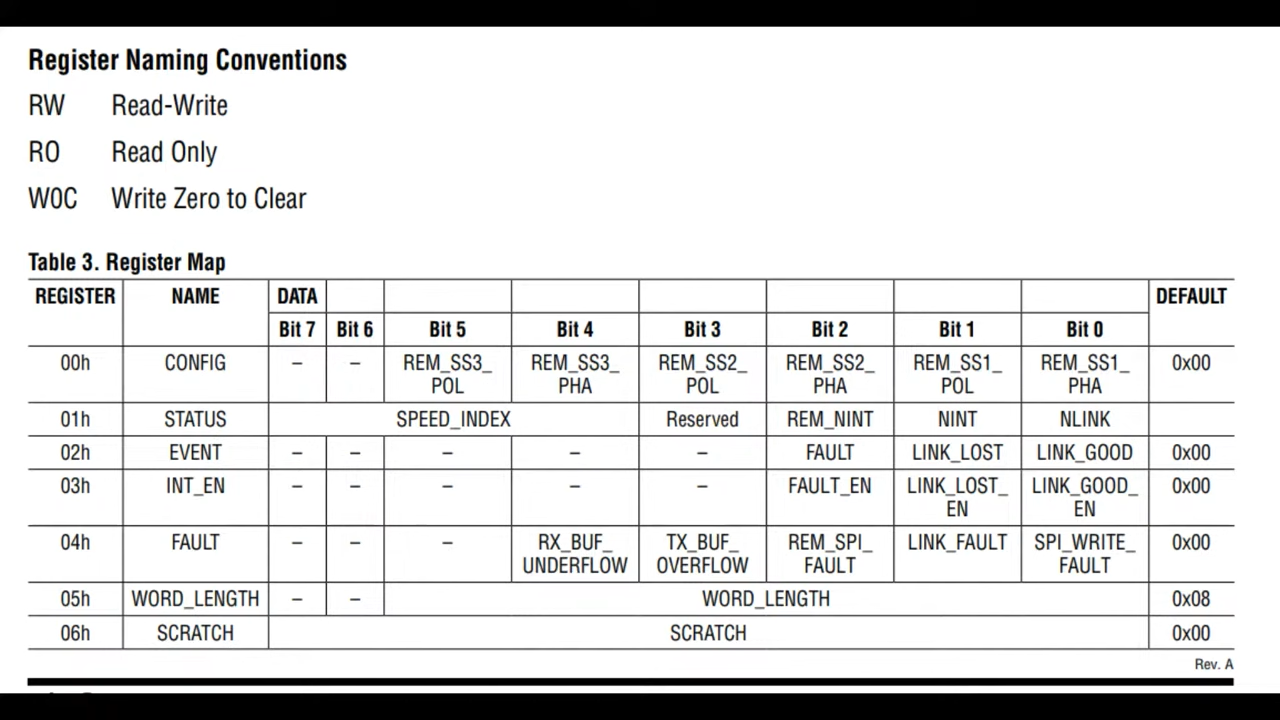 Register Naming Conventions
RW Read-Write
RO Read Only
W0C Write Zero to Clear
Table 3. Register Map
REGISTER NAME DATA DEFAULT
Bit 7 Bit 6 Bit 5 Bit 4 Bit 3 Bit 2 Bit 1 Bit 0
00h CONFIG – – REM_SS3_ REM_SS3_ REM_SS2_ REM_SS2_ REM_SS1_ REM_SS1_ 0x00
POL PHA POL PHA POL PHA
01h STATUS SPEED_INDEX Reserved REM_NINT NINT NLINK
02h EVENT – – – – – FAULT LINK_LOST LINK_GOOD 0x00
03h INT_EN – – – – – FAULT_EN LINK_LOST_ LINK_GOOD_ 0x00
EN EN
04h FAULT – – – RX_BUF_ TX_BUF_ REM_SPI_ LINK_FAULT SPI_WRITE_ 0x00
UNDERFLOW OVERFLOW FAULT FAULT
05h WORD_LENGTH – – WORD_LENGTH 0x08
06h SCRATCH SCRATCH 0x00
Rev. A